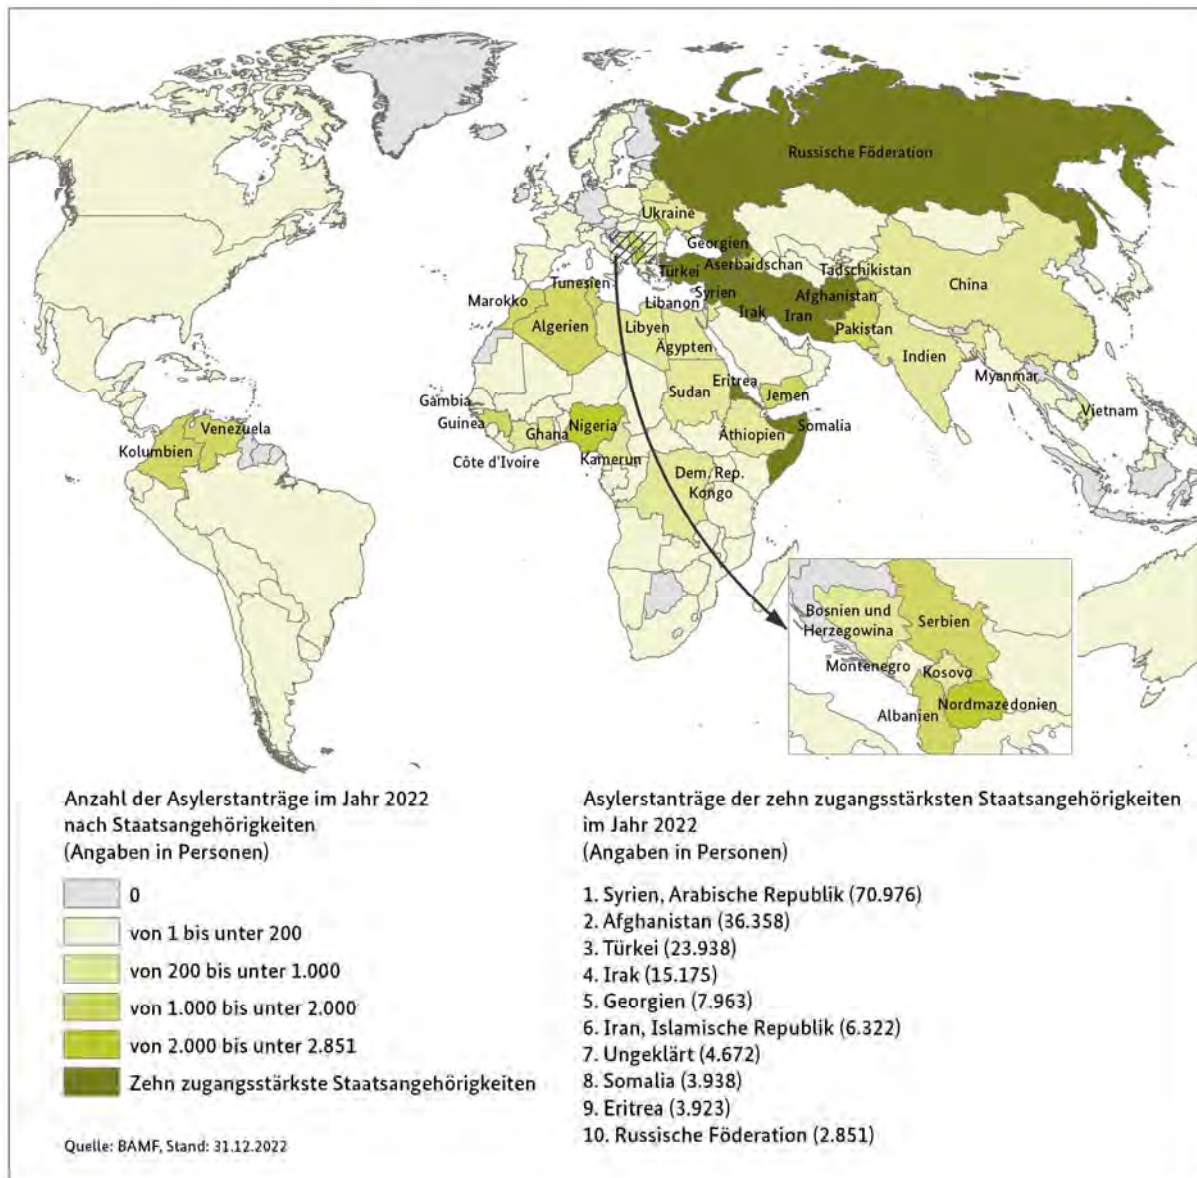 Russische Föderation
Ukraine
Georgien
Türkei
Aserbaidschan
Tadschikistan
China
Tunesien
Syrien
Afghanistan
Marokko
Libanon
Irak
Iran
Algerien
Libyen
Pakistan
Ägypten
Indien
Myanmar
Eritrea
Sudan
Jemen
Gambia
Vietnam
Venezuela
Guinea
Ghana
Nigeria
Somalia
Äthiopien
Kolumbien
Côte d'Ivoire
Kamerun
Dem. Rep.
Kongo
Bosnien und
Herzegowina
Serbien
Montenegro
Kosovo
Albanien
Nordmazedonien
Anzahl der Asylerstanträge im Jahr 2022
nach Staatsangehörigkeiten
(Angaben in Personen)
0
von 1 bis unter 200
von 200 bis unter 1.000
von 1.000 bis unter 2.000
von 2.000 bis unter 2.851
Zehn zugangsstärkste Staatsangehörigkeiten
Quelle: BAMF, Stand: 31.12.2022
Asylerstanträge der zehn zugangsstärksten Staatsangehörigkeiten
im Jahr 2022
(Angaben in Personen)
1. Syrien, Arabische Republik (70.976)
2. Afghanistan (36.358)
3. Türkei (23.938)
4. Irak (15.175)
5. Georgien (7.963)
6. Iran, Islamische Republik (6.322)
7. Ungeklärt (4.672)
8. Somalia (3.938)
9. Eritrea (3.923)
10. Russische Föderation (2.851)